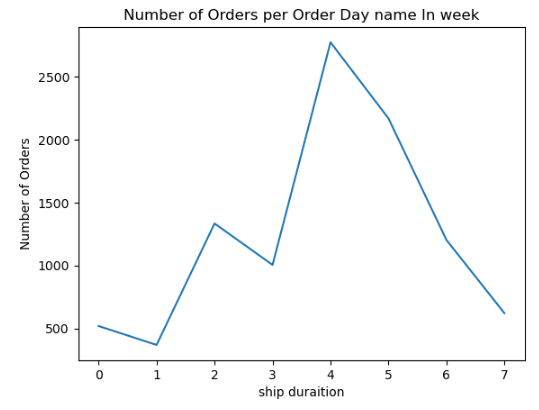 Number of Orders per Order Day name In week
Number of Orders
2500
2000
1500
1000
500
0 1 2 3 4 5 6 7
ship duraition